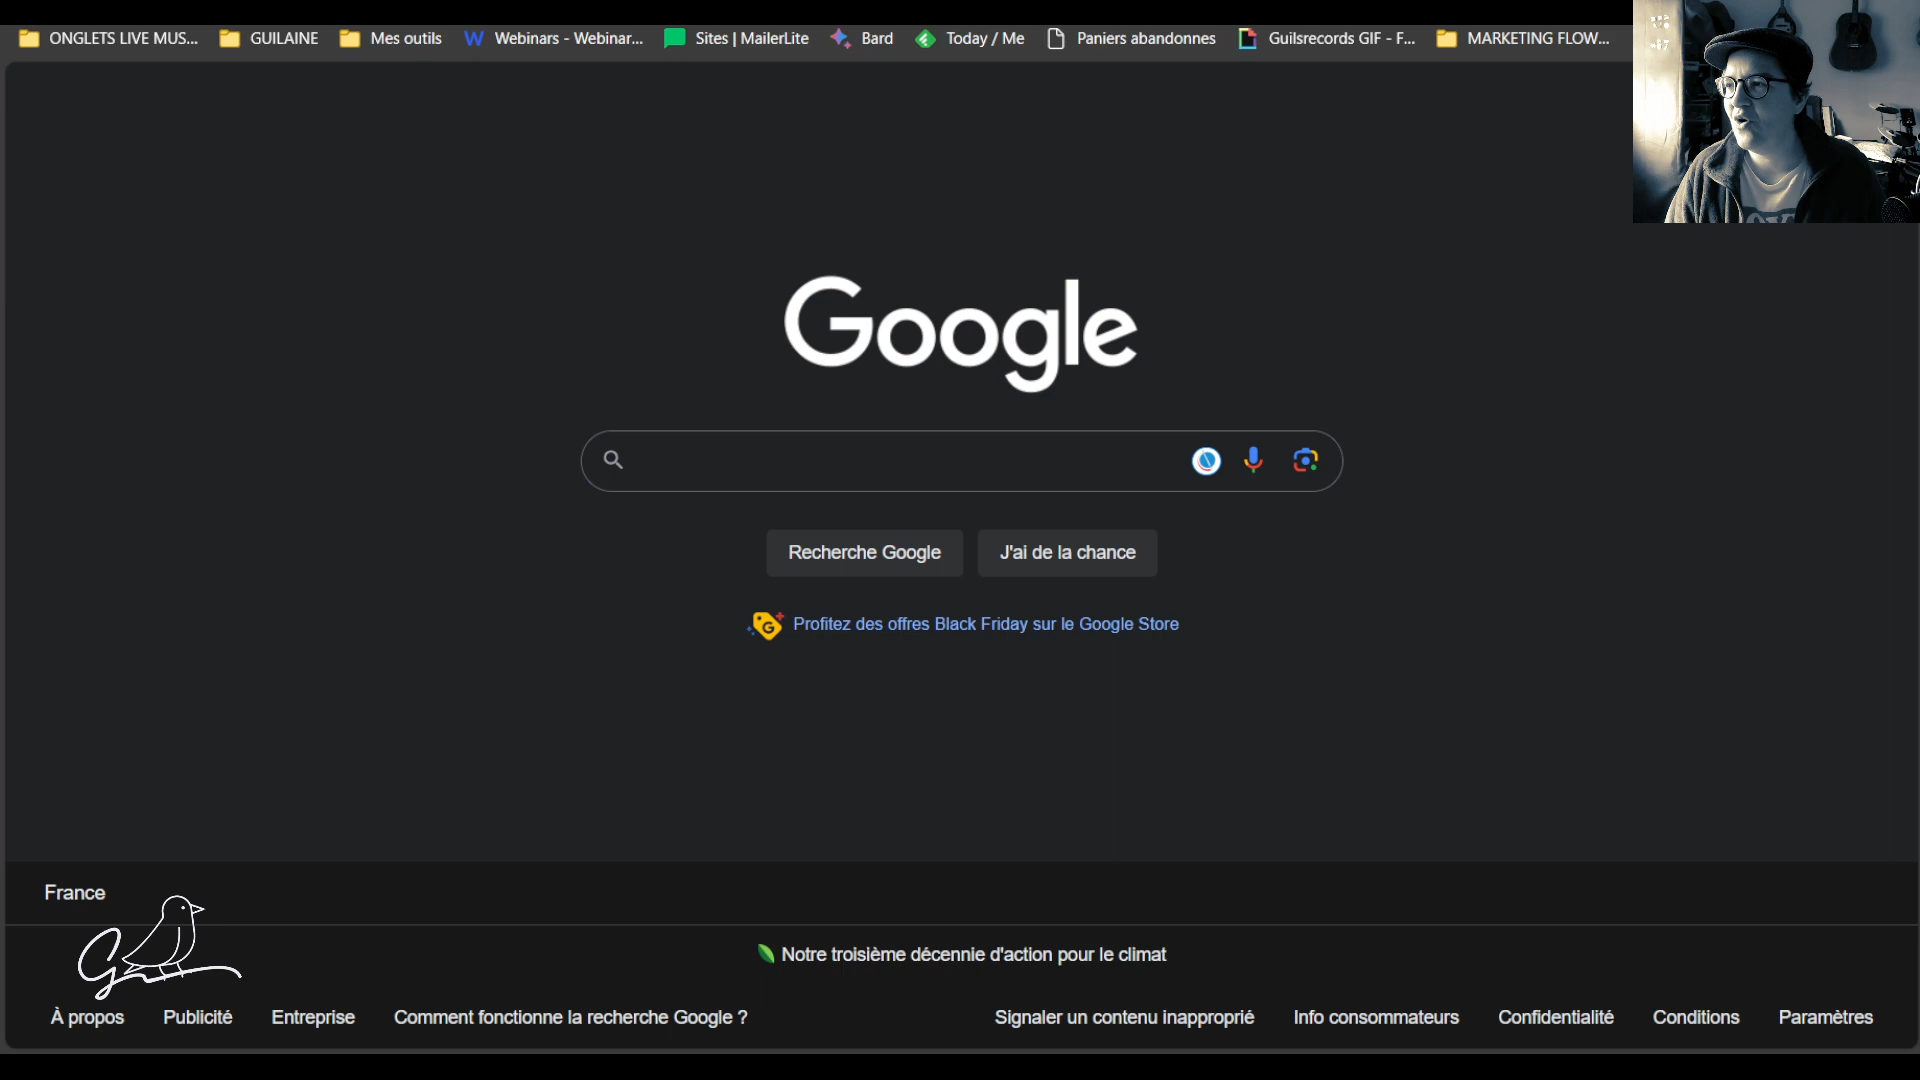 ONGLETS LIVE MUS... GUILAINE Mes outils Webinars - Webinar... Sites | MailerLite Bard Today / Me Paniers abandonnes Guilsrecords GIF - F... MARKETING FLOW...
Google
Recherche Google J'ai de la chance
Profitez des offres Black Friday sur le Google Store
France
Notre troisième décennie d'action pour le climat
À propos Publicité Entreprise Comment fonctionne la recherche Google ? Signaler un contenu inapproprié Info consommateurs Confidentialité Conditions Paramètres